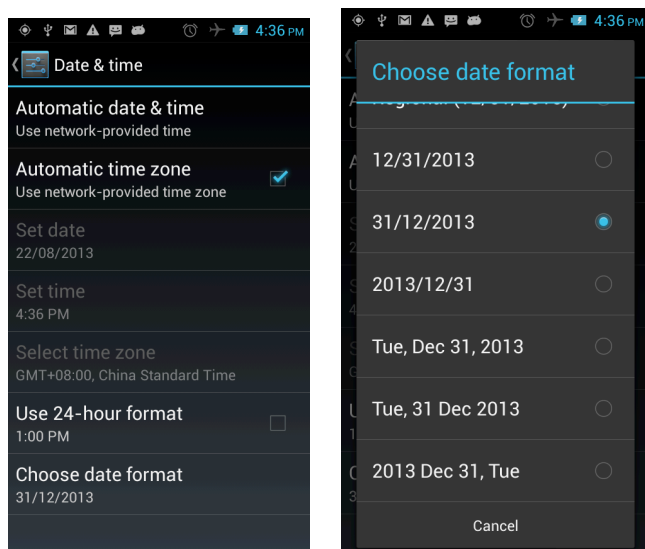 4:36 PM
Date & time
Automatic date & time
Use network-provided time
Automatic time zone
Use network-provided time zone
Set date
22/08/2013
Set time
4:36 PM
Select time zone
GMT+08:00, China Standard Time
Use 24-hour format
1:00 PM
Choose date format
31/12/2013
4:36 PM
Choose date format
12/31/2013
31/12/2013
2013/12/31
Tue, Dec 31, 2013
Tue, 31 Dec 2013
2013 Dec 31, Tue
Cancel